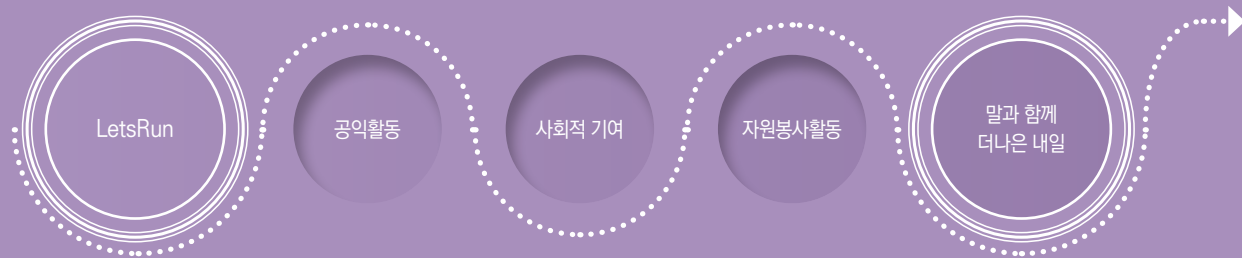 LetsRun
공익활동
사회적 기여
자원봉사활동
말과 함께
더나은 내일